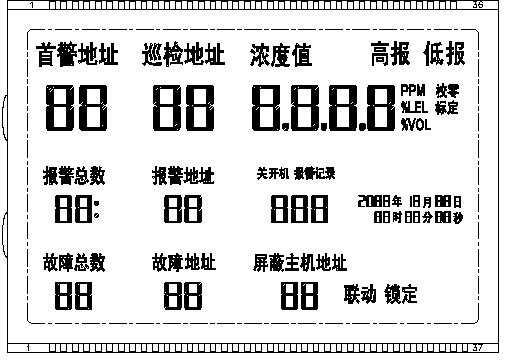 1 36
首警地址 巡检地址 浓度值 高报 低报
88 88 8.8.8.8 PPM 校零
%LEL 标定
%VOL
报警总数 报警地址 关开机 报警记录
88: 88 888 2088年 18月88日
88时88分88秒
故障总数 故障地址 屏蔽主机地址
88 88 88 联动 锁定
1 37